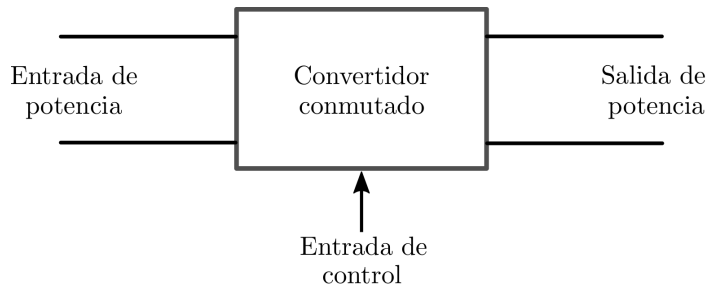 Entrada de
potencia
Convertidor
conmutado
Salida de
potencia
Entrada de
control